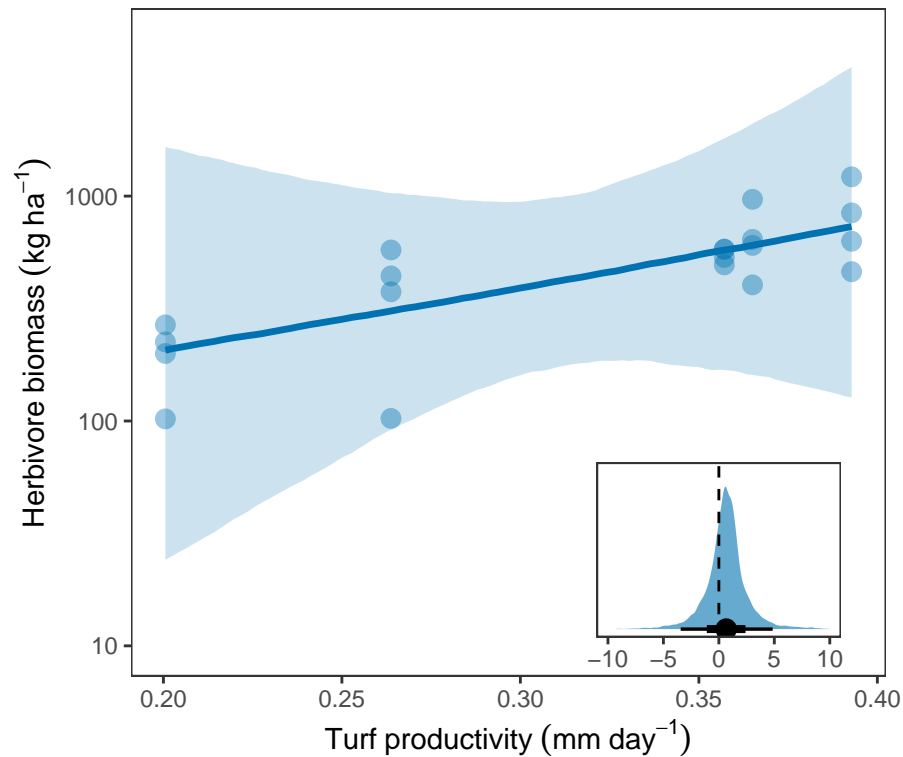 Herbivore biomass (kg ha⁻¹)
1000
100
10
0.20 0.25 0.30 0.35 0.40
Turf productivity (mm day⁻¹)
−10 −5 0 5 10